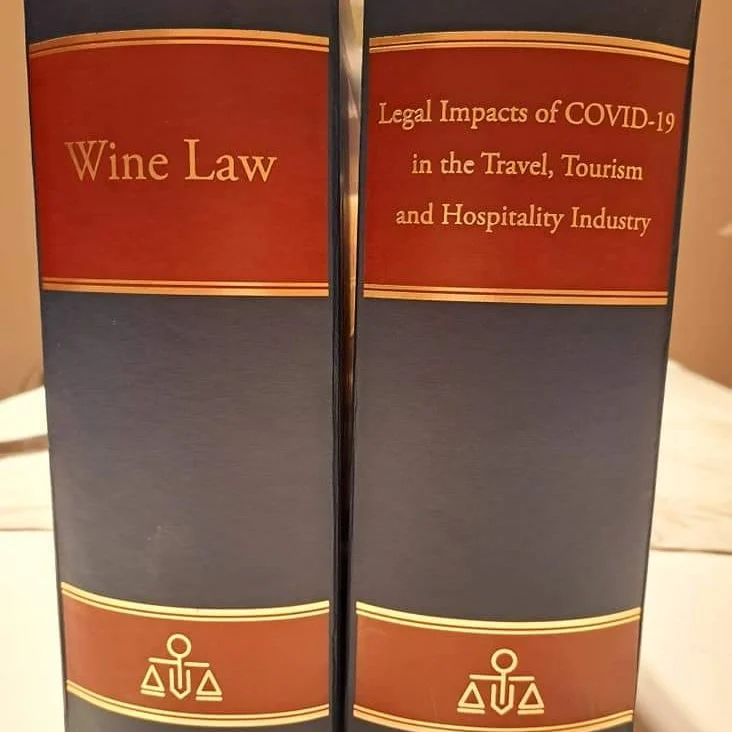 Wine Law
Legal Impacts of COVID-19
in the Travel, Tourism
and Hospitality Industry